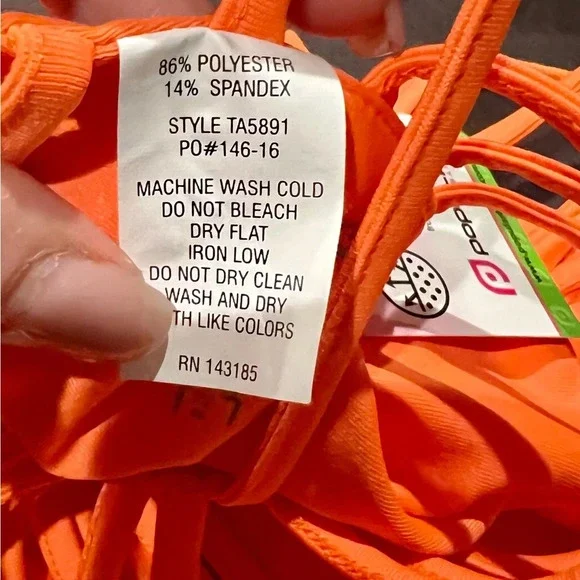 86% POLYESTER
14% SPANDEX
STYLE TA5891
PO#146-16
MACHINE WASH COLD
DO NOT BLEACH
DRY FLAT
IRON LOW
DO NOT DRY CLEAN
WASH AND DRY
TH LIKE COLORS
RN 143185